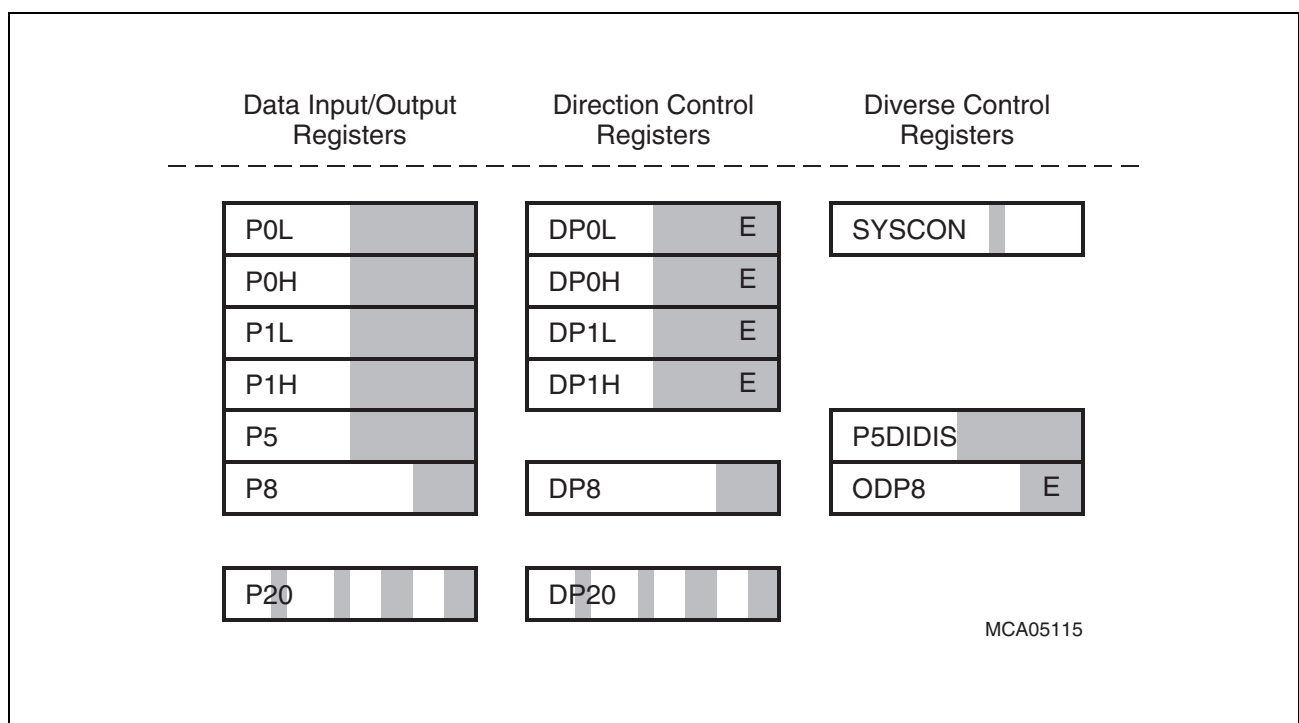 Data Input/Output
Registers
Direction Control
Registers
Diverse Control
Registers
P0L
DP0L E
SYSCON
P0H
DP0H E
P1L
DP1L E
P1H
DP1H E
P5
P5DIDIS
P8
DP8
ODP8 E
P20
DP20
MCA05115